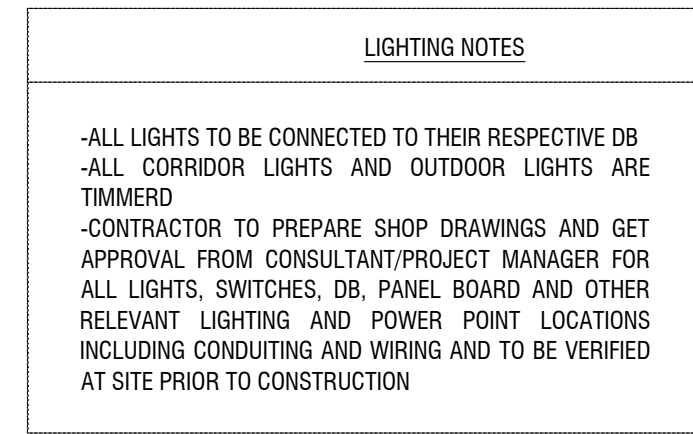 LIGHTING NOTES
-ALL LIGHTS TO BE CONNECTED TO THEIR RESPECTIVE DB
-ALL CORRIDOR LIGHTS AND OUTDOOR LIGHTS ARE
TIMMERD
-CONTRACTOR TO PREPARE SHOP DRAWINGS AND GET
APPROVAL FROM CONSULTANT/PROJECT MANAGER FOR
ALL LIGHTS, SWITCHES, DB, PANEL BOARD AND OTHER
RELEVANT LIGHTING AND POWER POINT LOCATIONS
INCLUDING CONDUITING AND WIRING AND TO BE VERIFIED
AT SITE PRIOR TO CONSTRUCTION